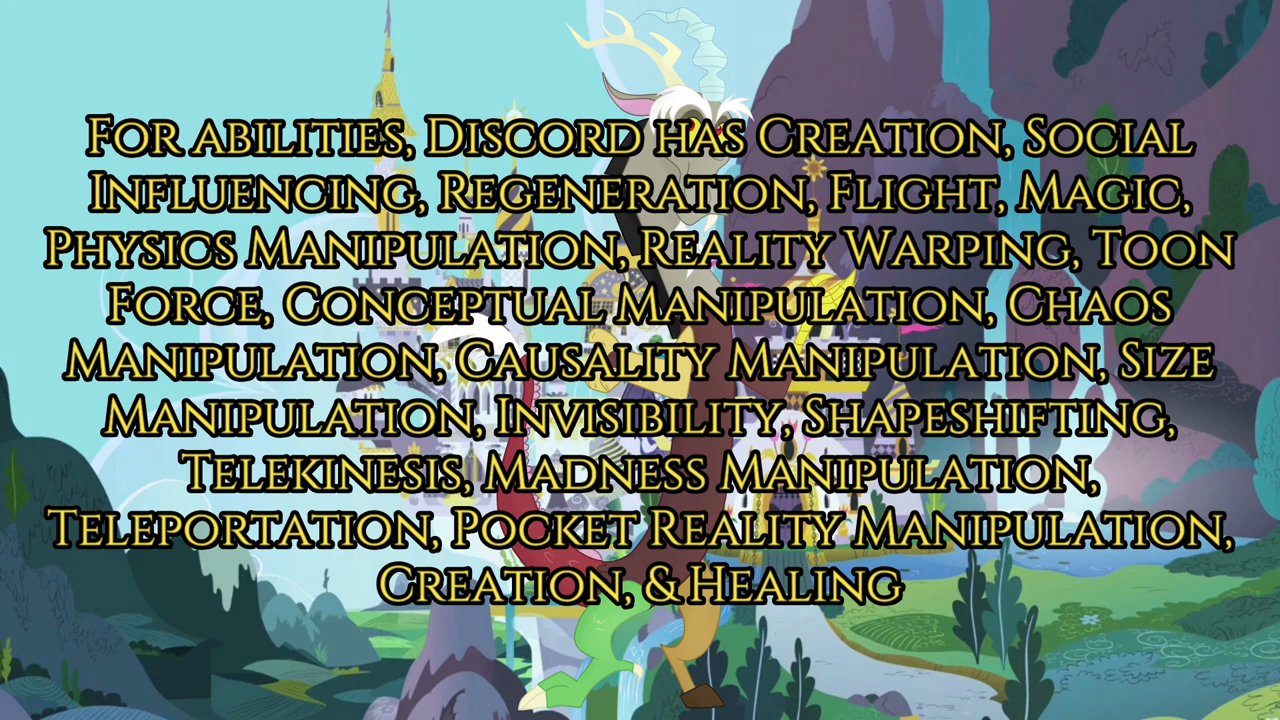 For abilities, Discord has Creation, Social
Influencing, Regeneration, Flight, Magic,
Physics Manipulation, Reality Warping, Toon
Force, Conceptual Manipulation, Chaos
Manipulation, Causality Manipulation, Size
Manipulation, Invisibility, Shapeshifting,
Telekinesis, Madness Manipulation,
Teleportation, Pocket Reality Manipulation,
Creation, & Healing